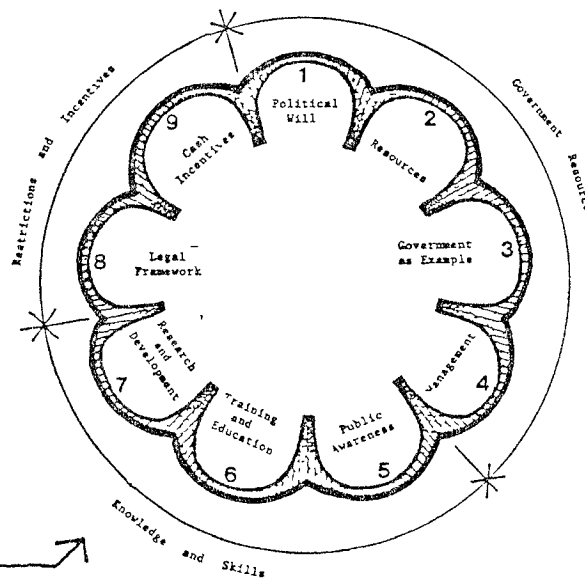 1
Political
Will
2
Resources
3
Government
as Example
4
Management
5
Public
Awareness
6
Training
and
Education
7
Research
and
Development
8
Legal
Framework
9
Cash
Incentives
Government
Restrictions and Incentives
Knowledge and Skills